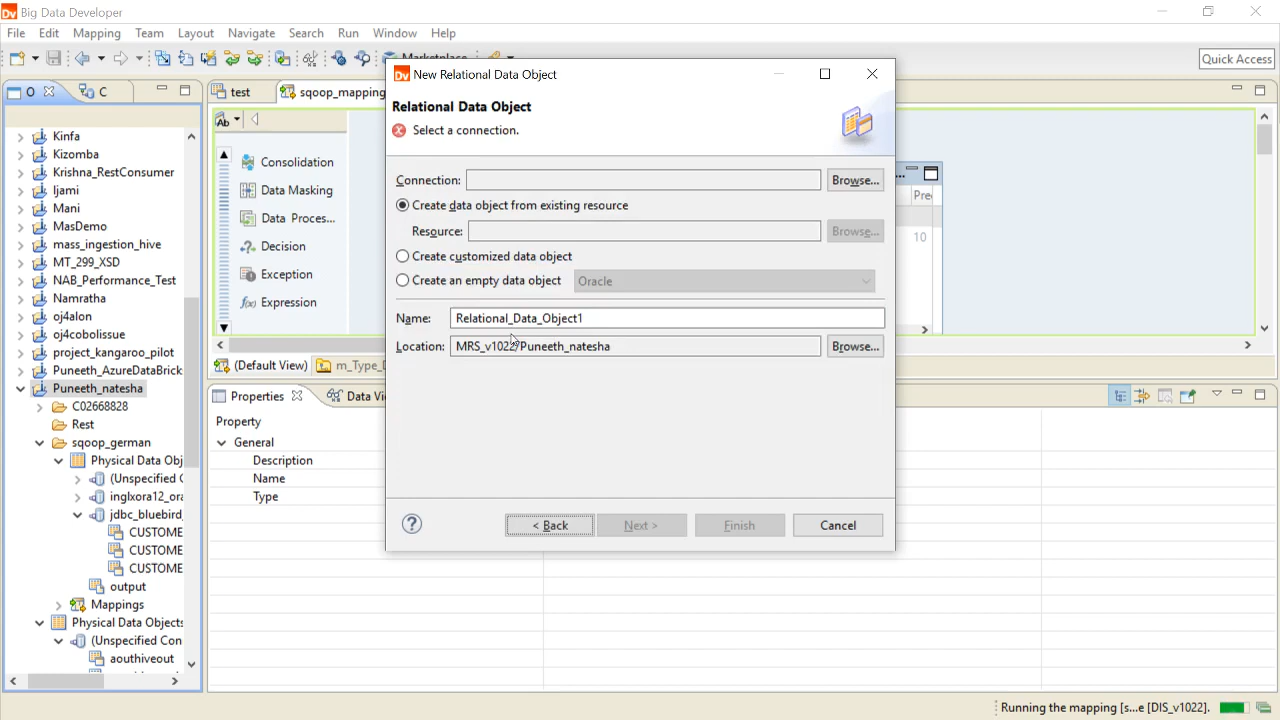 Big Data Developer
File Edit Mapping Team Layout Navigate Search Run Window Help
Quick Access
O C
test sqoop_mapping
Kinfa
Kizomba
Krishna_RestConsumer
ljami
Mani
MasDemo
mass_ingestion_hive
MT_299_XSD
NAB_Performance_Test
Namratha
oj4alon
oj4cobolissue
project_kangaroo_pilot
Puneeth_AzureDataBrick
Puneeth_natesha
C02668828
Rest
sqoop_german
Physical Data Obj
(Unspecified C
inglxora12_ora
jdbc_bluebird
CUSTOME
CUSTOME
CUSTOME
output
Mappings
Physical Data Objects
(Unspecified Con
aouthiveout
Ab
Consolidation
Data Masking
Data Proces...
Decision
Exception
Expression
(Default View) m_Type_D
Properties Data Vi
Property
General
Description
Name
Type
New Relational Data Object
Relational Data Object
Select a connection.
Connection: Browse...
Create data object from existing resource
Resource: Browse...
Create customized data object
Create an empty data object Oracle
Name: Relational_Data_Object1
Location: MRS_v1022/Puneeth_natesha Browse...
< Back Next > Finish Cancel
... Pre
10
Running the mapping [s...e [DIS_v1022].